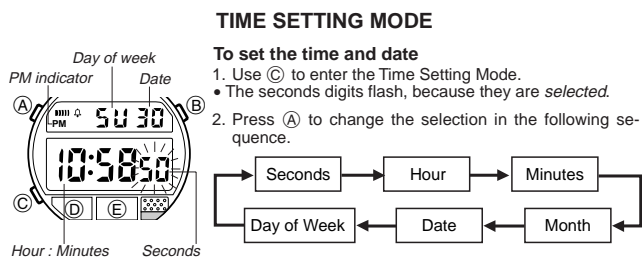 TIME SETTING MODE
Day of week
PM indicator
Date
A
B
PM
SU 30
10:58 50
C
D
E
Hour : Minutes
Seconds
To set the time and date
1. Use C to enter the Time Setting Mode.
• The seconds digits flash, because they are selected.
2. Press A to change the selection in the following se-
quence.
Seconds
Hour
Minutes
Day of Week
Date
Month